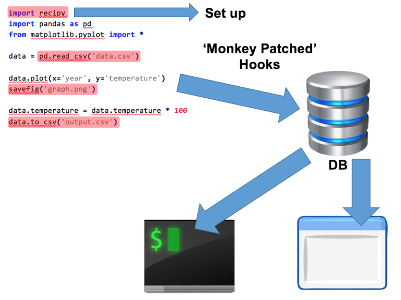 import recipy
import pandas as pd
from matplotlib.pyplot import *
data = pd.read_csv('data.csv')
data.plot(x='year', y='temperature')
savefig('graph.png')
data.temperature = data.temperature * 100
data.to_csv('output.csv')
Set up
'Monkey Patched'
Hooks
DB
$